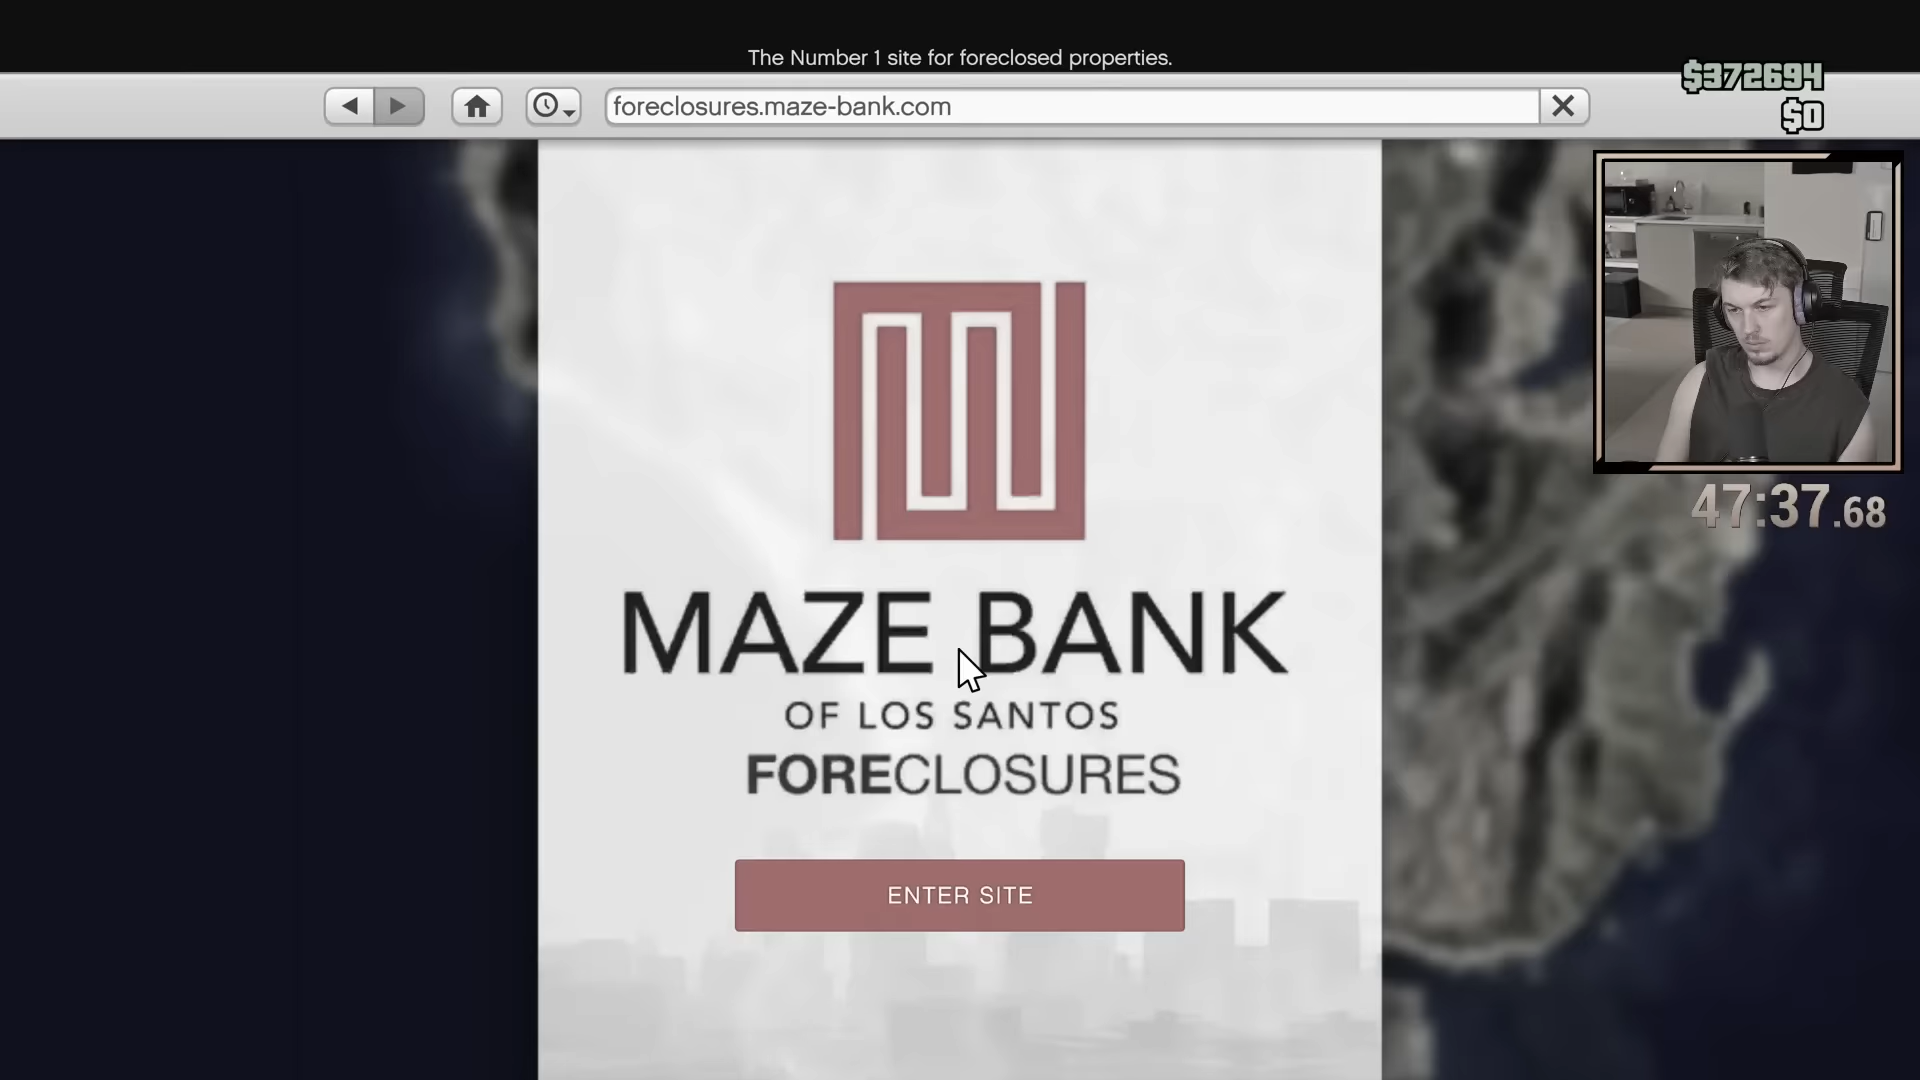 The Number 1 site for foreclosed properties.
$372694
foreclosures.maze-bank.com
$0
47:37.68
MAZE BANK
OF LOS SANTOS
FORECLOSURES
ENTER SITE